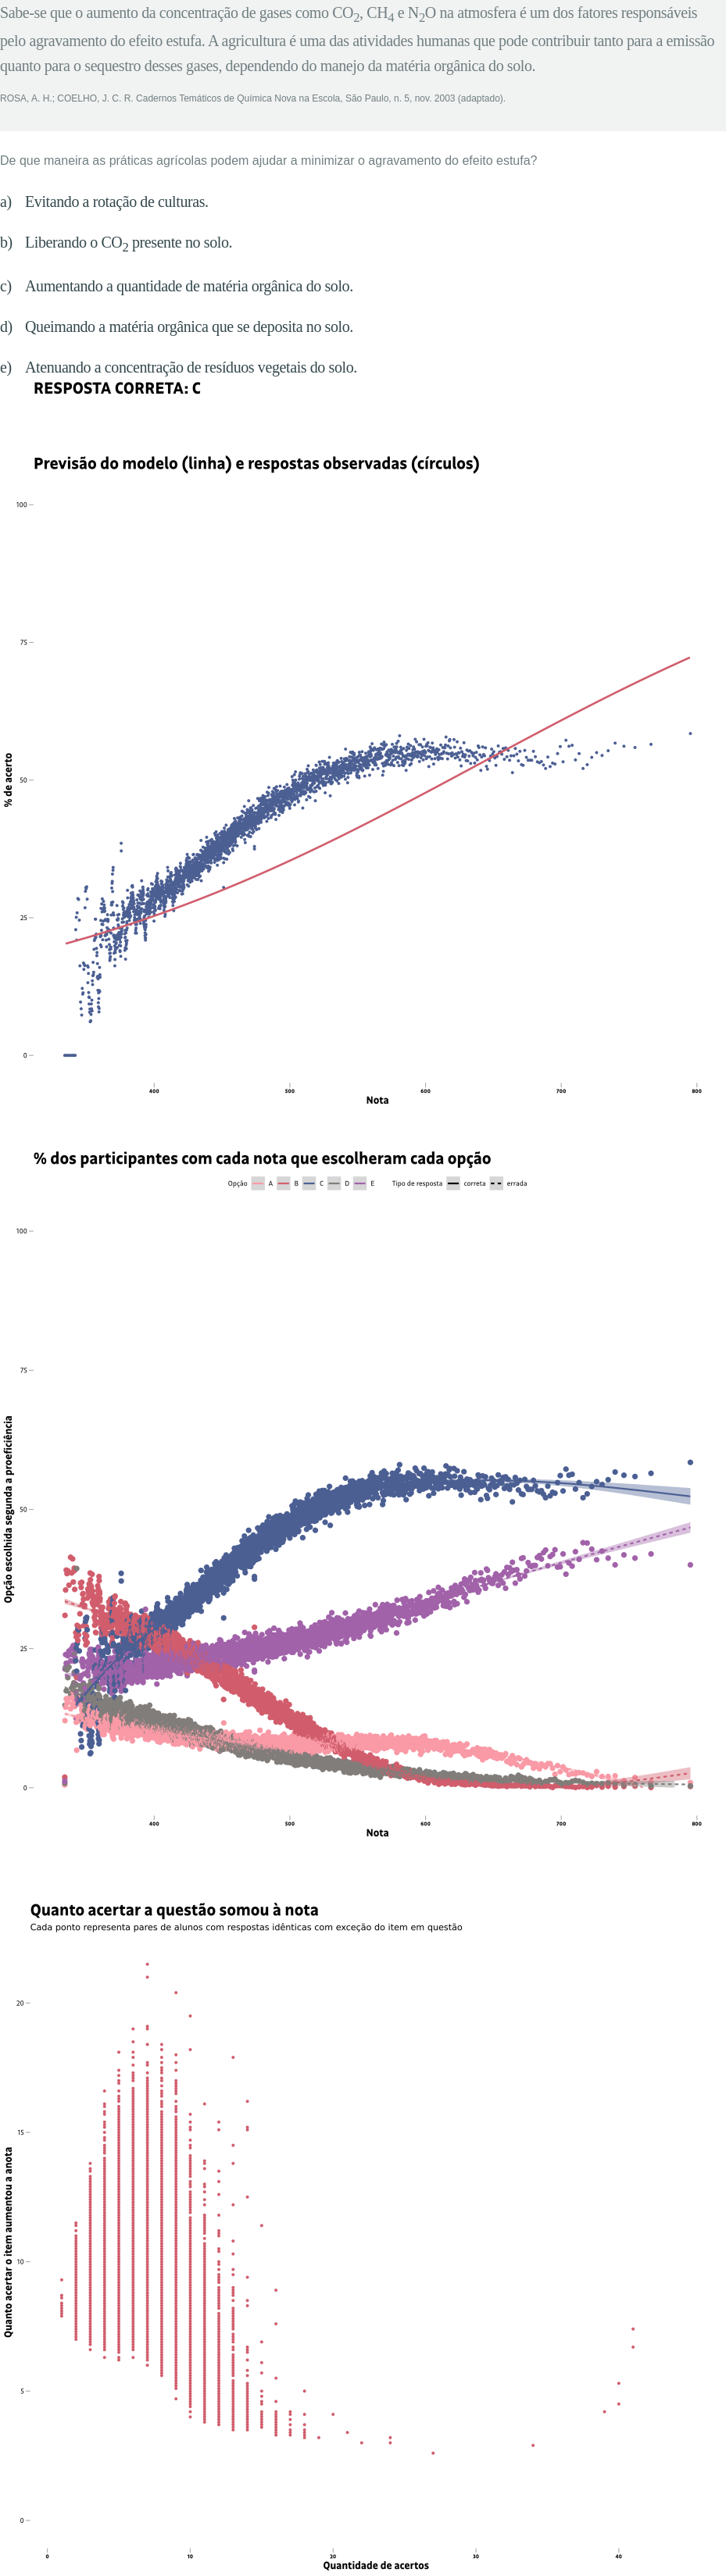 Sabe-se que o aumento da concentração de gases como CO2, CH4 e N2O na atmosfera é um dos fatores responsáveis
pelo agravamento do efeito estufa. A agricultura é uma das atividades humanas que pode contribuir tanto para a emissão
quanto para o sequestro desses gases, dependendo do manejo da matéria orgânica do solo.
ROSA, A. H.; COELHO, J. C. R. Cadernos Temáticos de Química Nova na Escola, São Paulo, n. 5, nov. 2003 (adaptado).
De que maneira as práticas agrícolas podem ajudar a minimizar o agravamento do efeito estufa?
a) Evitando a rotação de culturas.
b) Liberando o CO2 presente no solo.
c) Aumentando a quantidade de matéria orgânica do solo.
d) Queimando a matéria orgânica que se deposita no solo.
e) Atenuando a concentração de resíduos vegetais do solo.
RESPOSTA CORRETA: C
Previsão do modelo (linha) e respostas observadas (círculos)
100
75
50
25
0
% de acerto
400 500 600 700 800
Nota
% dos participantes com cada nota que escolheram cada opção
Opção A B C D E Tipo de resposta correta errada
100
75
50
25
0
Opção escolhida segunda a proeficiência
400 500 600 700 800
Nota
Quanto acertar a questão somou à nota
Cada ponto representa pares de alunos com respostas idênticas com exceção do item em questão
20
15
10
5
0
Quanto acertar o item aumentou a anota
0 10 20 30 40
Quantidade de acertos